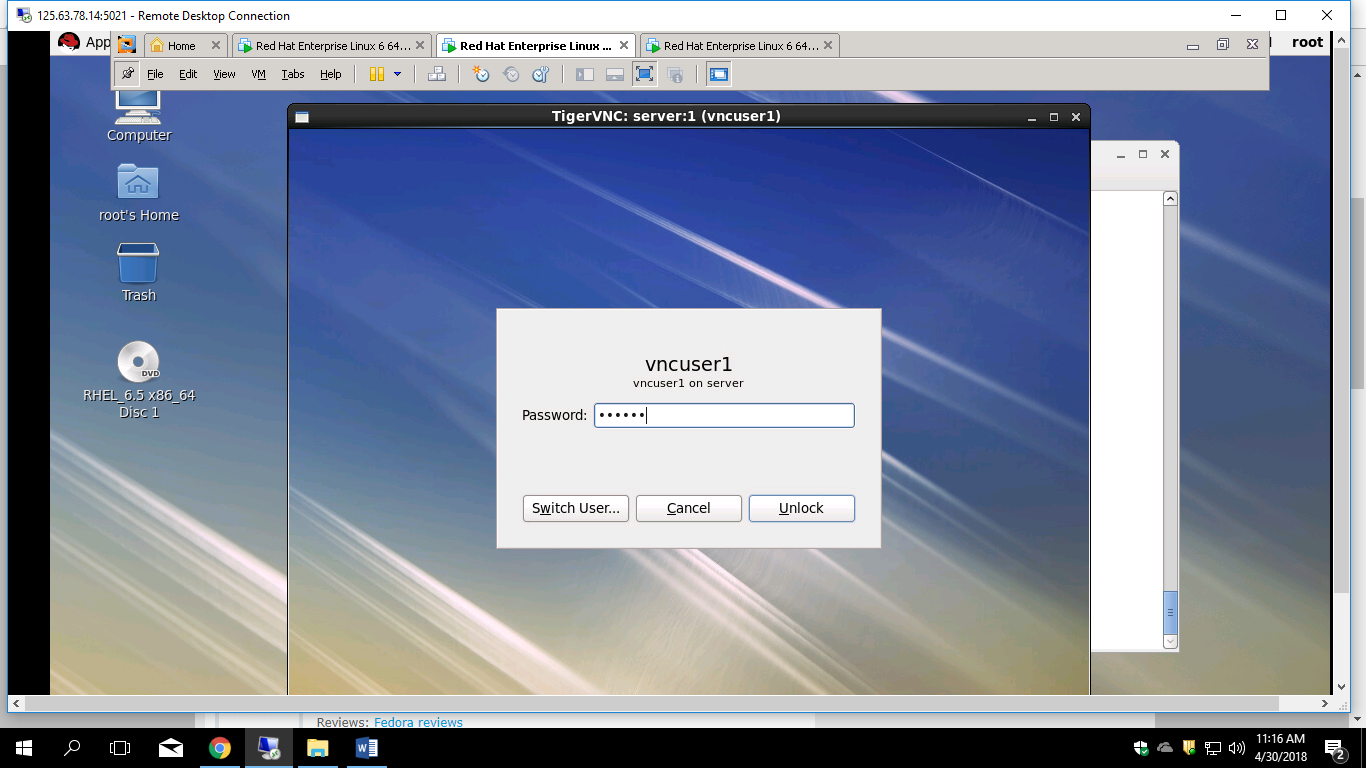 125.63.78.14:5021 - Remote Desktop Connection
App
Home
Red Hat Enterprise Linux 6 64...
Red Hat Enterprise Linux ...
Red Hat Enterprise Linux 6 64...
root
File Edit View VM Tabs Help
Computer
root's Home
Trash
DVD
RHEL_6.5 x86_64
Disc 1
TigerVNC: server:1 (vncuser1)
vncuser1
vncuser1 on server
Password: ••••••
Switch User...
Cancel
Unlock
Reviews: Fedora reviews
11:16 AM
4/30/2018
2